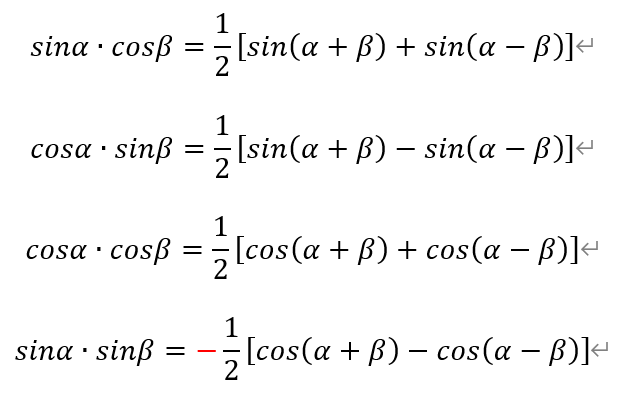 sinα · cosβ = 1/2 [sin(α + β) + sin(α − β)]↵
cosα · sinβ = 1/2 [sin(α + β) − sin(α − β)]↵
cosα · cosβ = 1/2 [cos(α + β) + cos(α − β)]↵
sinα · sinβ = − 1/2 [cos(α + β) − cos(α − β)]↵